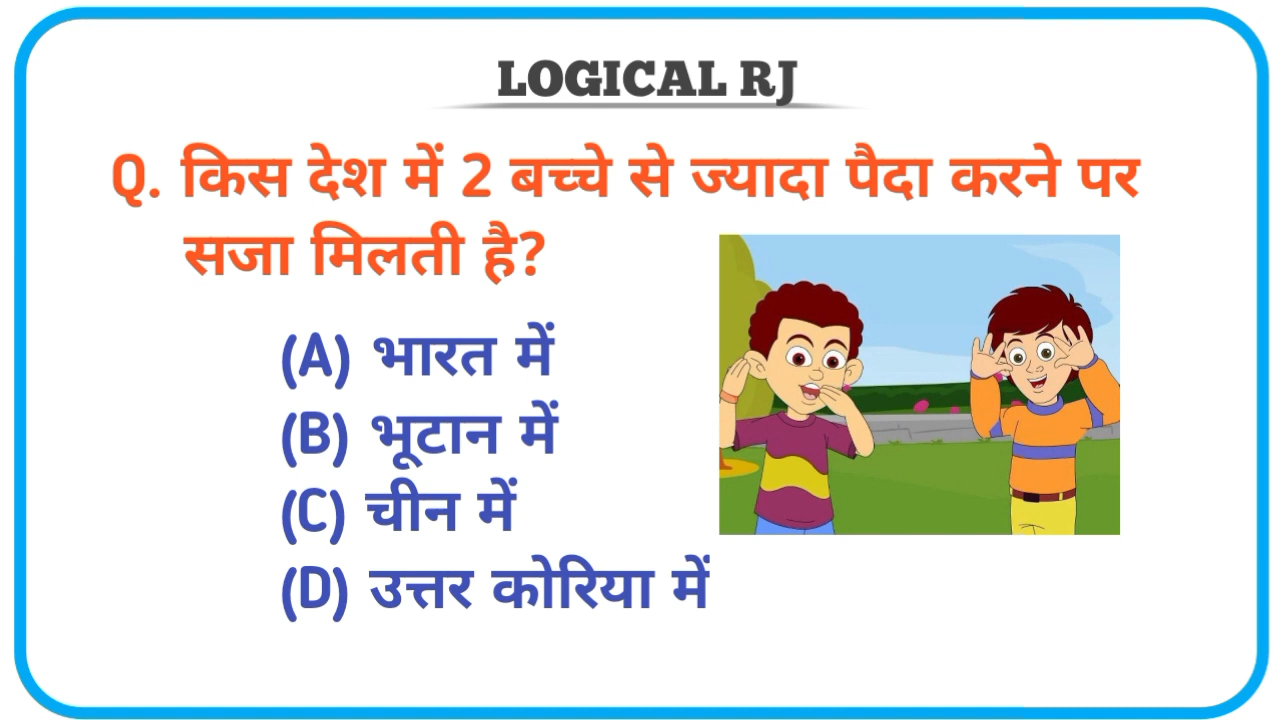 LOGICAL RJ
Q. किस देश में 2 बच्चे से ज्यादा पैदा करने पर
सजा मिलती है?
(A) भारत में
(B) भूटान में
(C) चीन में
(D) उत्तर कोरिया में